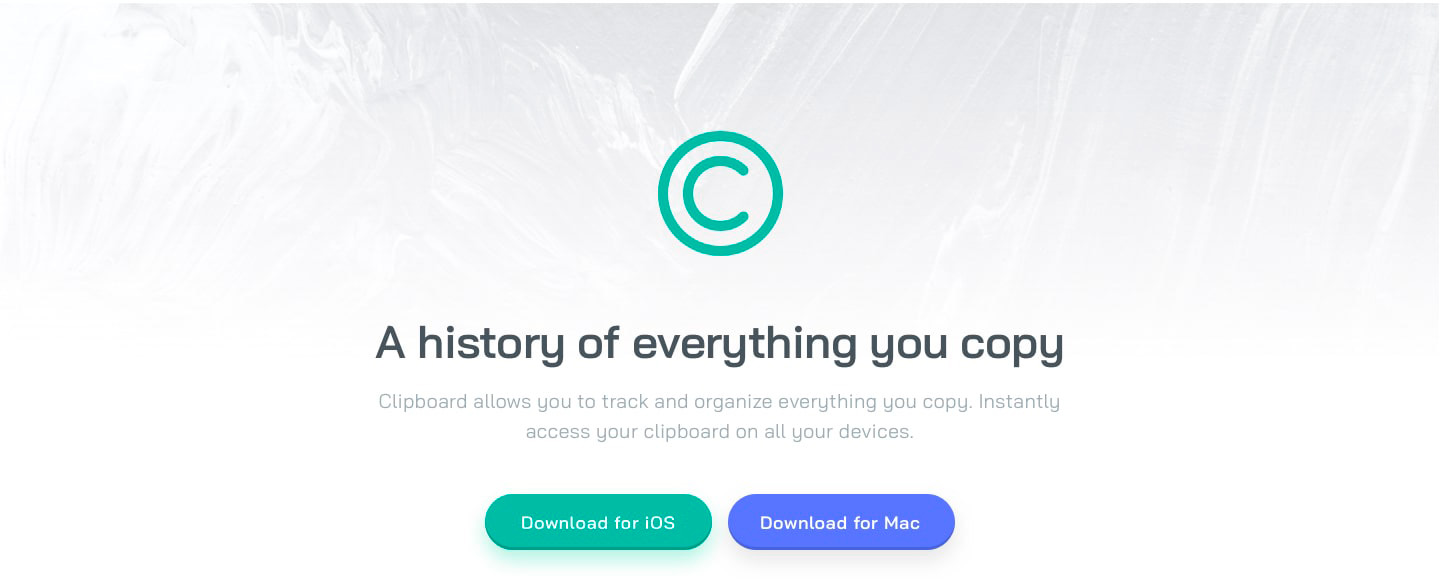 A history of everything you copy
Clipboard allows you to track and organize everything you copy. Instantly
access your clipboard on all your devices.
Download for iOS
Download for Mac